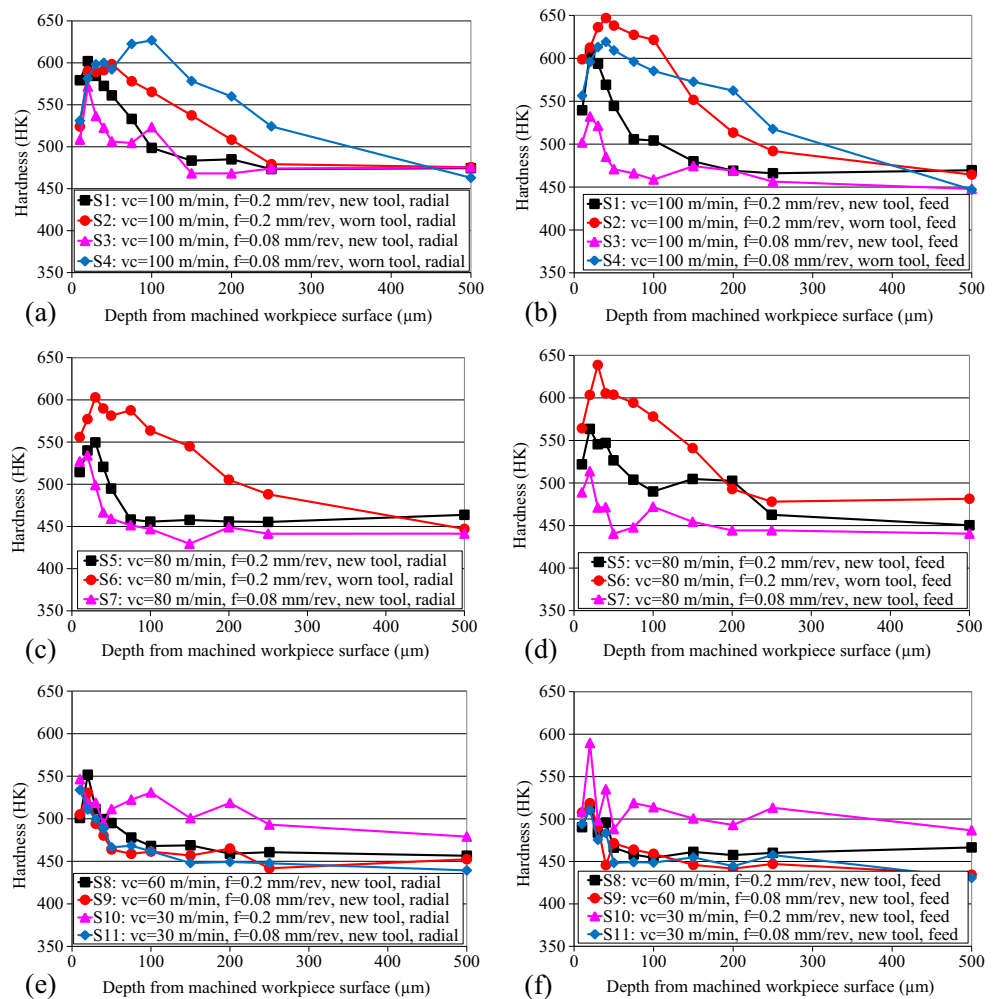 650
600
550
500
450
400
350
Hardness (HK)
S1: vc=100 m/min, f=0.2 mm/rev, new tool, radial
S2: vc=100 m/min, f=0.2 mm/rev, worn tool, radial
S3: vc=100 m/min, f=0.08 mm/rev, new tool, radial
S4: vc=100 m/min, f=0.08 mm/rev, worn tool, radial
0 100 200 300 400 500
Depth from machined workpiece surface (µm)
(a)
650
600
550
500
450
400
350
Hardness (HK)
S1: vc=100 m/min, f=0.2 mm/rev, new tool, feed
S2: vc=100 m/min, f=0.2 mm/rev, worn tool, feed
S3: vc=100 m/min, f=0.08 mm/rev, new tool, feed
S4: vc=100 m/min, f=0.08 mm/rev, worn tool, feed
0 100 200 300 400 500
Depth from machined workpiece surface (µm)
(b)
650
600
550
500
450
400
350
Hardness (HK)
S5: vc=80 m/min, f=0.2 mm/rev, new tool, radial
S6: vc=80 m/min, f=0.2 mm/rev, worn tool, radial
S7: vc=80 m/min, f=0.08 mm/rev, new tool, radial
0 100 200 300 400 500
Depth from machined workpiece surface (µm)
(c)
650
600
550
500
450
400
350
Hardness (HK)
S5: vc=80 m/min, f=0.2 mm/rev, new tool, feed
S6: vc=80 m/min, f=0.2 mm/rev, worn tool, feed
S7: vc=80 m/min, f=0.08 mm/rev, new tool, feed
0 100 200 300 400 500
Depth from machined workpiece surface (µm)
(d)
650
600
550
500
450
400
350
Hardness (HK)
S8: vc=60 m/min, f=0.2 mm/rev, new tool, radial
S9: vc=60 m/min, f=0.08 mm/rev, new tool, radial
S10: vc=30 m/min, f=0.2 mm/rev, new tool, radial
S11: vc=30 m/min, f=0.08 mm/rev, new tool, radial
0 100 200 300 400 500
Depth from machined workpiece surface (µm)
(e)
650
600
550
500
450
400
350
Hardness (HK)
S8: vc=60 m/min, f=0.2 mm/rev, new tool, feed
S9: vc=60 m/min, f=0.08 mm/rev, new tool, feed
S10: vc=30 m/min, f=0.2 mm/rev, new tool, feed
S11: vc=30 m/min, f=0.08 mm/rev, new tool, feed
0 100 200 300 400 500
Depth from machined workpiece surface (µm)
(f)